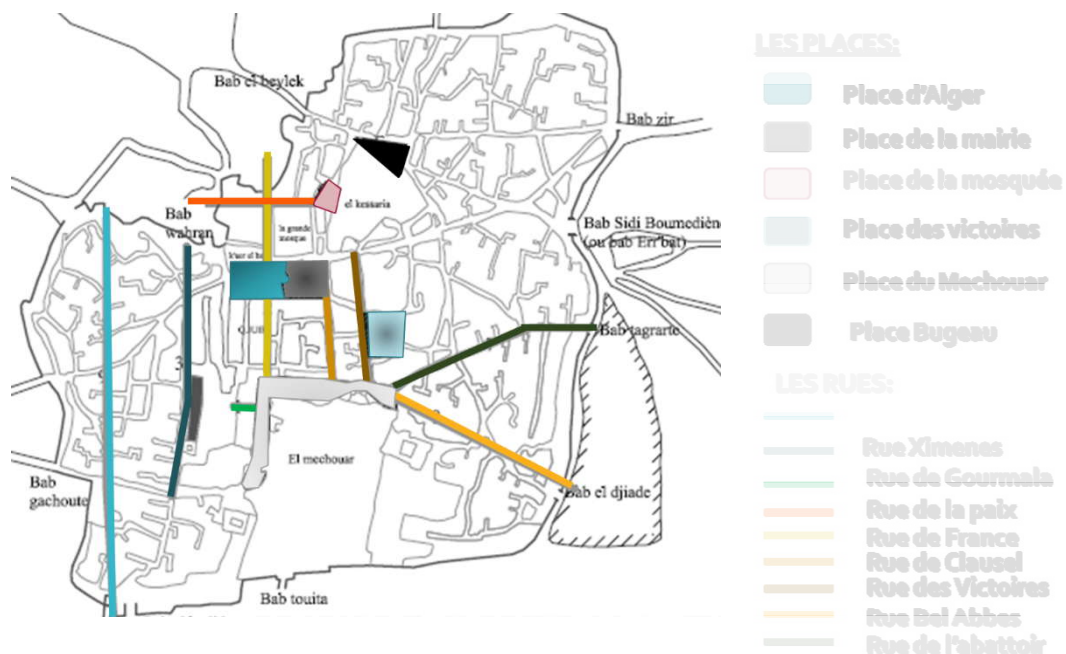 Bab el beylek
Bab zir
Bab
wahran
el kessaria
la grande
mosque
Bab Sidi Boumediène
(ou bab Err'bat)
Bab tagrarte
3
El mechouar
Bab
gachoute
Bab el djiade
Bab touita
LES PLACES:
Place d'Alger
Place de la mairie
Place de la mosquée
Place des victoires
Place du Mechouar
Place Bugeau
LES RUES:
Rue Ximenes
Rue de Gourmala
Rue de la paix
Rue de France
Rue de Clausel
Rue des Victoires
Rue Bel Abbes
Rue de l'abattoir